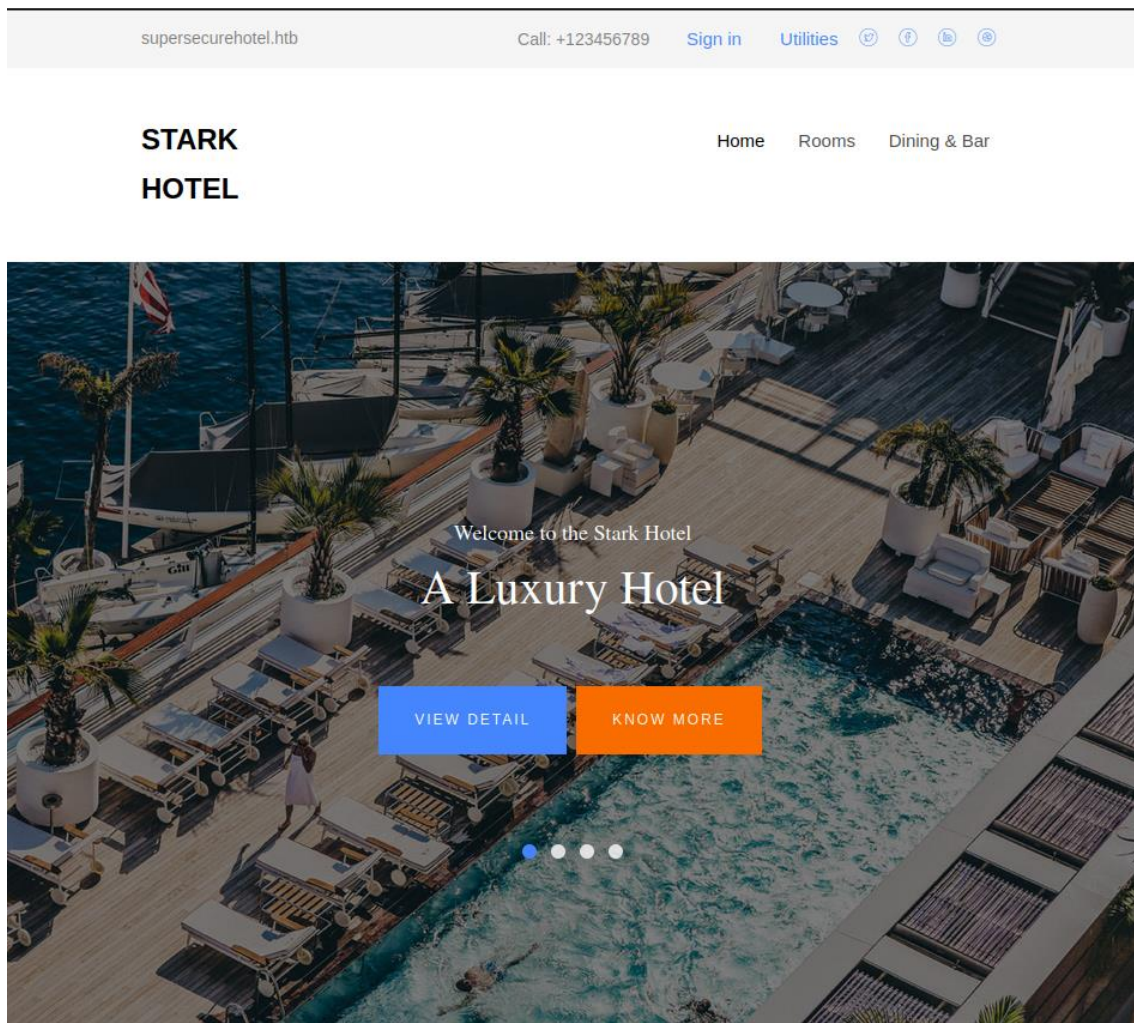 supersecurehotel.htb
Call: +123456789 Sign in Utilities
STARK
HOTEL
Home Rooms Dining & Bar
Welcome to the Stark Hotel
A Luxury Hotel
VIEW DETAIL KNOW MORE